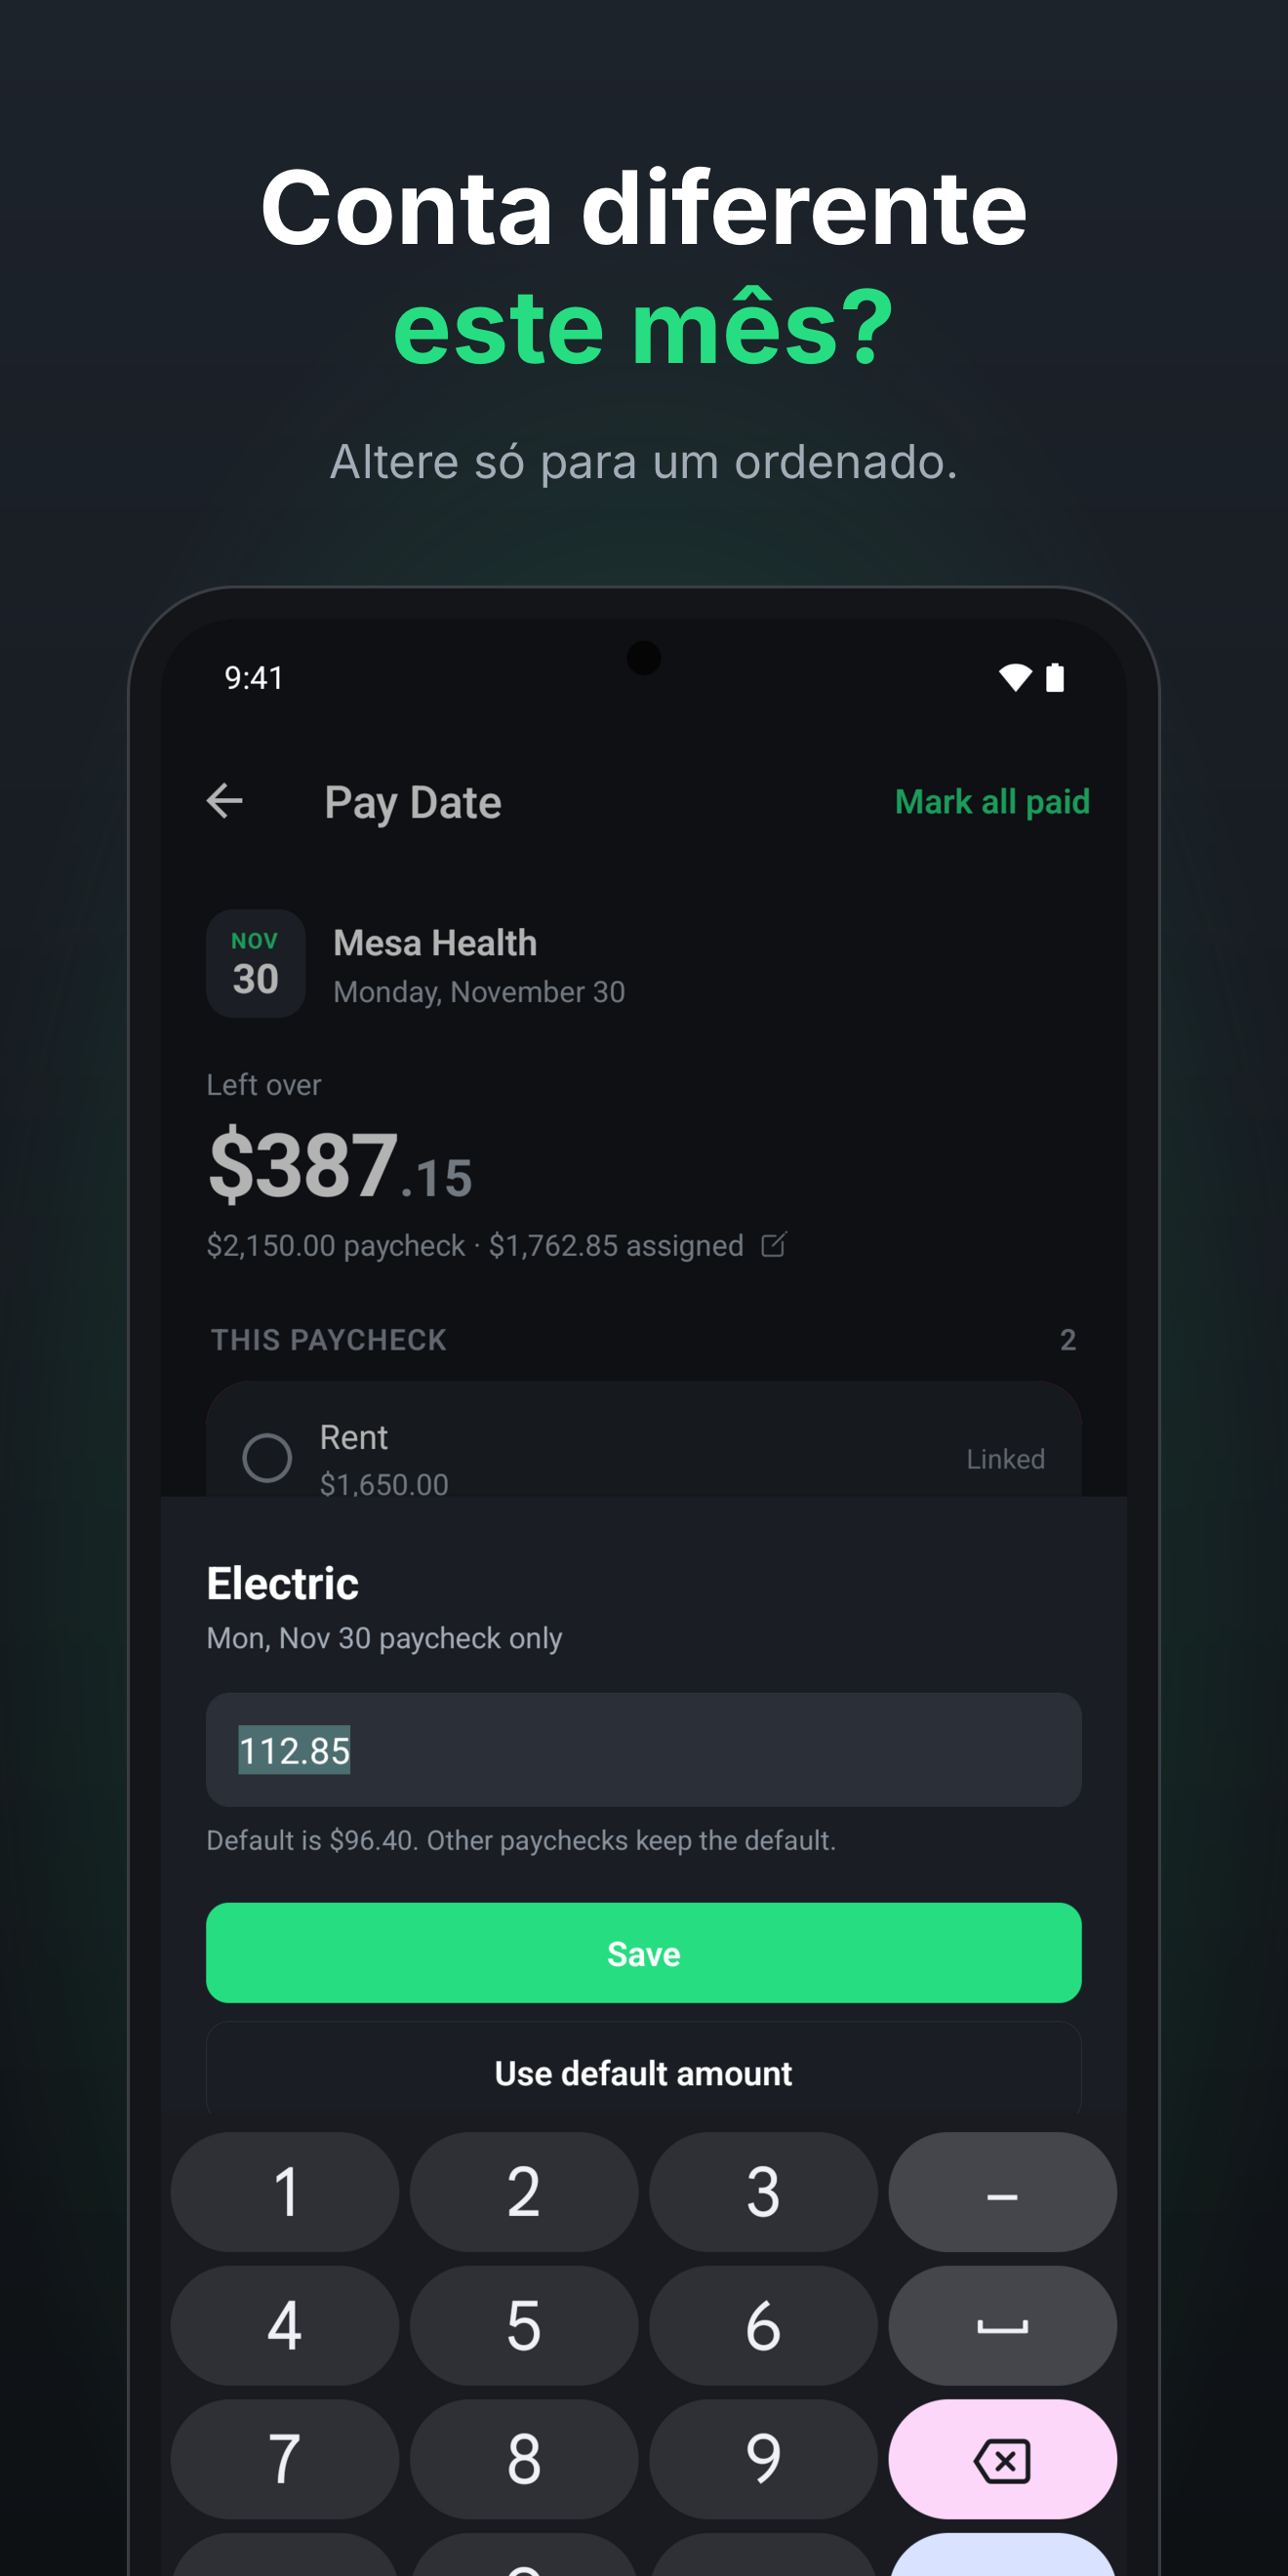 Conta diferente
este mês?
Altere só para um ordenado.
9:41
Pay Date
Mark all paid
NOV
30
Mesa Health
Monday, November 30
Left over
$387.15
$2,150.00 paycheck · $1,762.85 assigned
THIS PAYCHECK 2
Rent
$1,650.00
Linked
Electric
Mon, Nov 30 paycheck only
112.85
Default is $96.40. Other paychecks keep the default.
Save
Use default amount
1 2 3 –
4 5 6
7 8 9